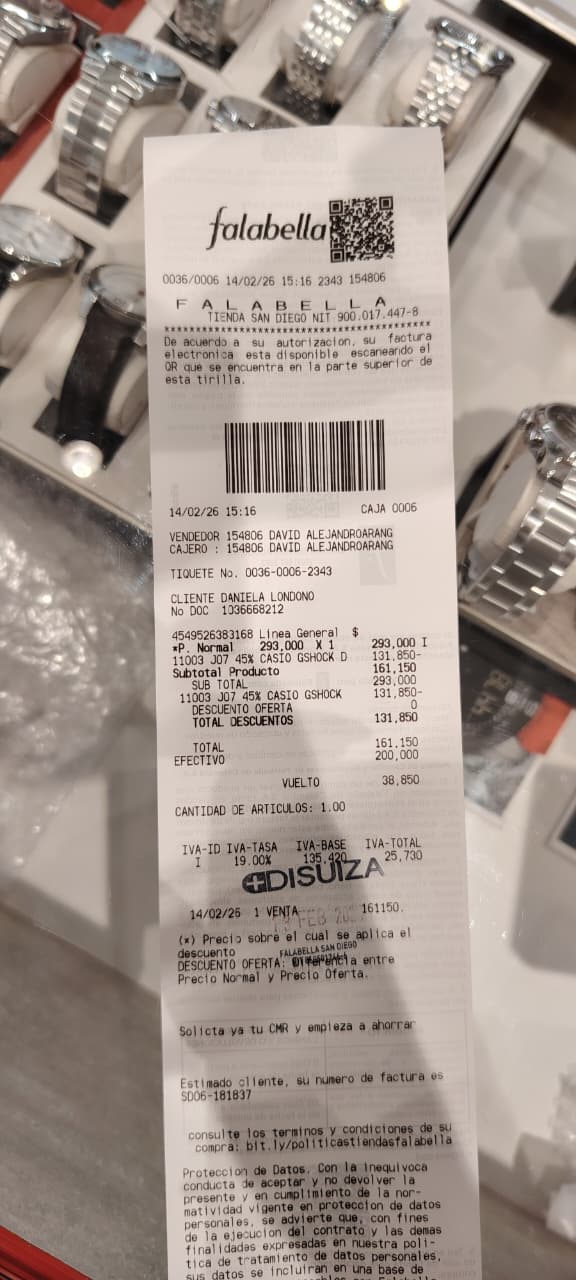 falabella
0036/0006 14/02/26 15:16 2343 154806
F A L A B E L L A
TIENDA SAN DIEGO NIT 900.017.447-8
****************************************
De acuerdo a su autorizacion, su factura
electronica esta disponible escaneando el
QR que se encuentra en la parte superior de
esta tirilla.
14/02/26 15:16 CAJA 0006
VENDEDOR 154806 DAVID ALEJANDROARANG
CAJERO : 154806 DAVID ALEJANDROARANG
TIQUETE No. 0036-0006-2343
CLIENTE DANIELA LONDONO
No DOC 1036668212
4549526383168 Linea General $
*P. Normal 293,000 X 1 293,000 I
11003 J07 45% CASIO GSHOCK D 131,850-
Subtotal Producto 161,150
SUB TOTAL 293,000
11003 J07 45% CASIO GSHOCK 131,850-
DESCUENTO OFERTA 0
TOTAL DESCUENTOS 131,850
TOTAL 161,150
EFECTIVO 200,000
VUELTO 38,850
CANTIDAD DE ARTICULOS: 1.00
IVA-ID IVA-TASA IVA-BASE IVA-TOTAL
I 19.00% 135,420 25,730
DISUIZA
14/02/26 1 VENTA 161150.
FEB
(*) Precio sobre el cual se aplica el
descuento
FALABELLA SAN DIEGO
DESCUENTO OFERTA: Diferencia entre
Precio Normal y Precio Oferta.
Solicta ya tu CMR y empieza a ahorrar
Estimado cliente, su numero de factura es
SD06-181837
consulte los terminos y condiciones de su
compra: bit.ly/politicastiendasfalabella
Proteccion de Datos. Con la inequivoca
conducta de aceptar y no devolver la
presente y en cumplimiento de la nor-
matividad vigente en proteccion de datos
personales, se advierte que, con fines
de la ejecucion del contrato y las demas
finalidades expresadas en nuestra poli-
tica de tratamiento de datos personales,
sus datos se incluiran en una base de